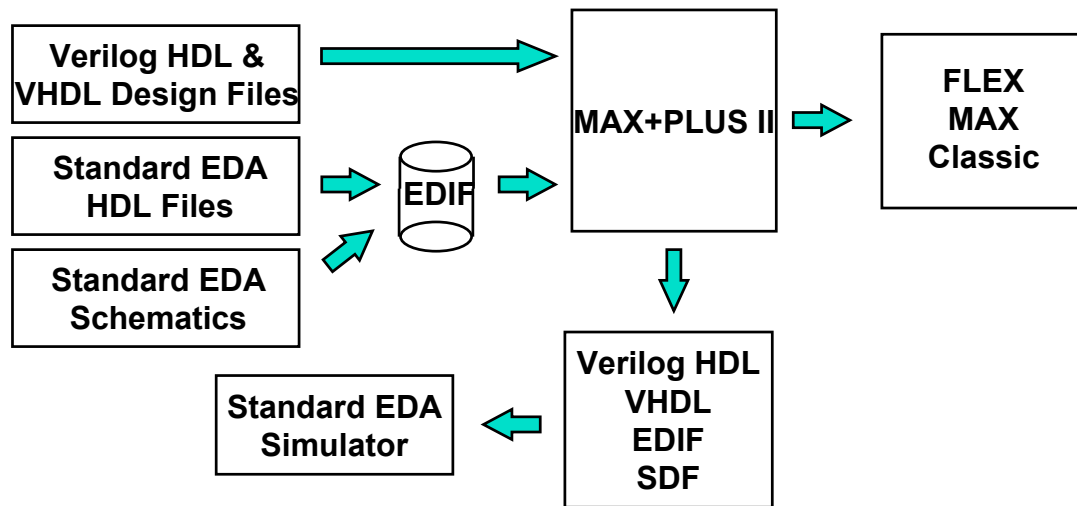 Verilog HDL &
VHDL Design Files
Standard EDA
HDL Files
Standard EDA
Schematics
EDIF
MAX+PLUS II
FLEX
MAX
Classic
Verilog HDL
VHDL
EDIF
SDF
Standard EDA
Simulator